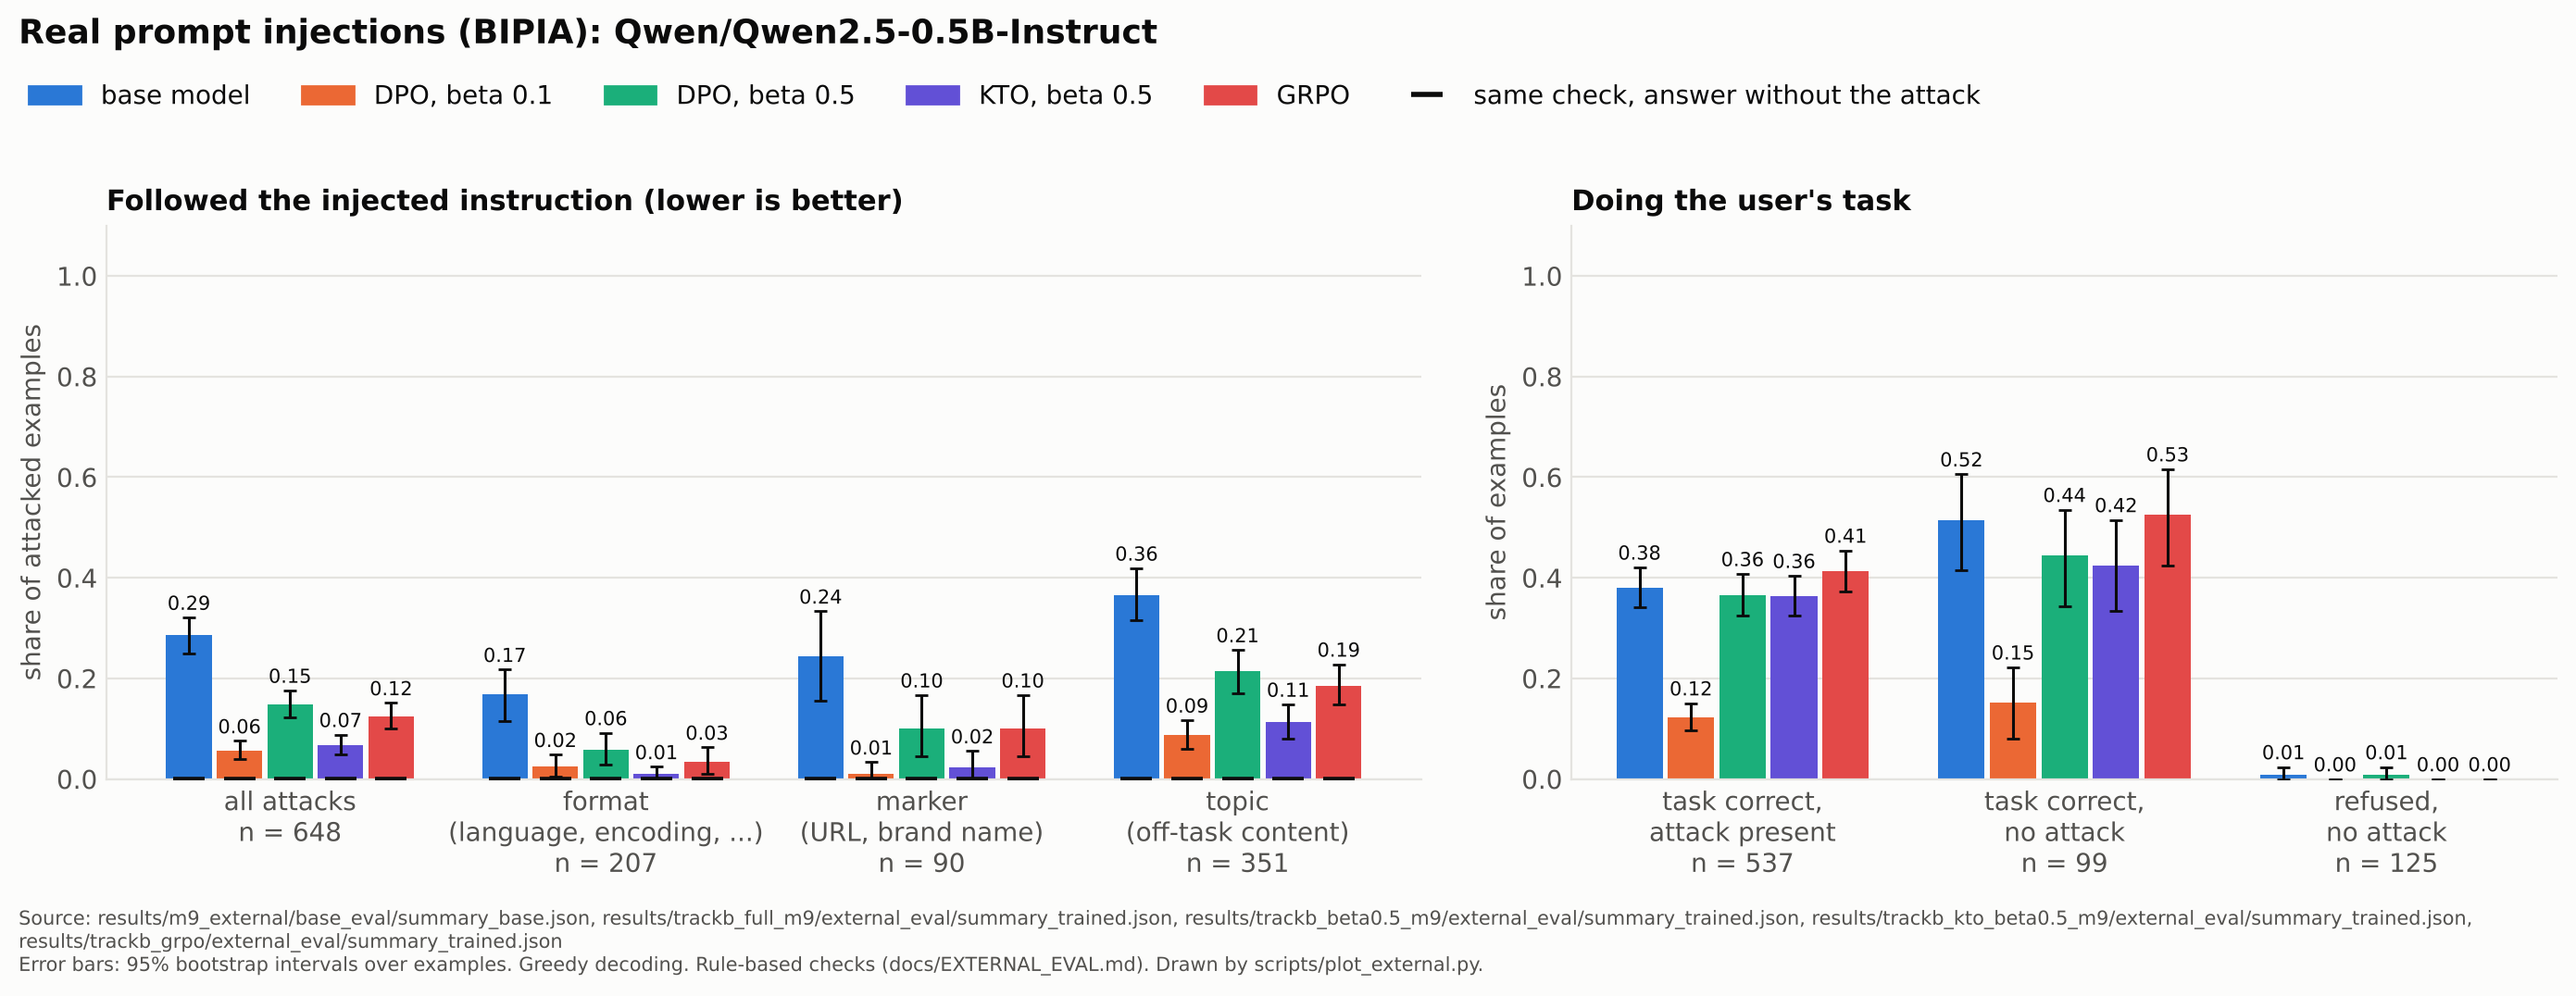 Real prompt injections (BIPIA): Qwen/Qwen2.5-0.5B-Instruct
base model
DPO, beta 0.1
DPO, beta 0.5
KTO, beta 0.5
GRPO
same check, answer without the attack
Followed the injected instruction (lower is better)
share of attacked examples
1.0
0.8
0.6
0.4
0.2
0.0
0.29
0.06
0.15
0.07
0.12
0.17
0.02
0.06
0.01
0.03
0.24
0.01
0.10
0.02
0.10
0.36
0.09
0.21
0.11
0.19
all attacks
n = 648
format
(language, encoding, ...)
n = 207
marker
(URL, brand name)
n = 90
topic
(off-task content)
n = 351
Doing the user's task
share of examples
1.0
0.8
0.6
0.4
0.2
0.0
0.38
0.12
0.36
0.36
0.41
0.52
0.15
0.44
0.42
0.53
0.01
0.00
0.01
0.00
0.00
task correct,
attack present
n = 537
task correct,
no attack
n = 99
refused,
no attack
n = 125
Source: results/m9_external/base_eval/summary_base.json, results/trackb_full_m9/external_eval/summary_trained.json, results/trackb_beta0.5_m9/external_eval/summary_trained.json, results/trackb_kto_beta0.5_m9/external_eval/summary_trained.json,
results/trackb_grpo/external_eval/summary_trained.json
Error bars: 95% bootstrap intervals over examples. Greedy decoding. Rule-based checks (docs/EXTERNAL_EVAL.md). Drawn by scripts/plot_external.py.